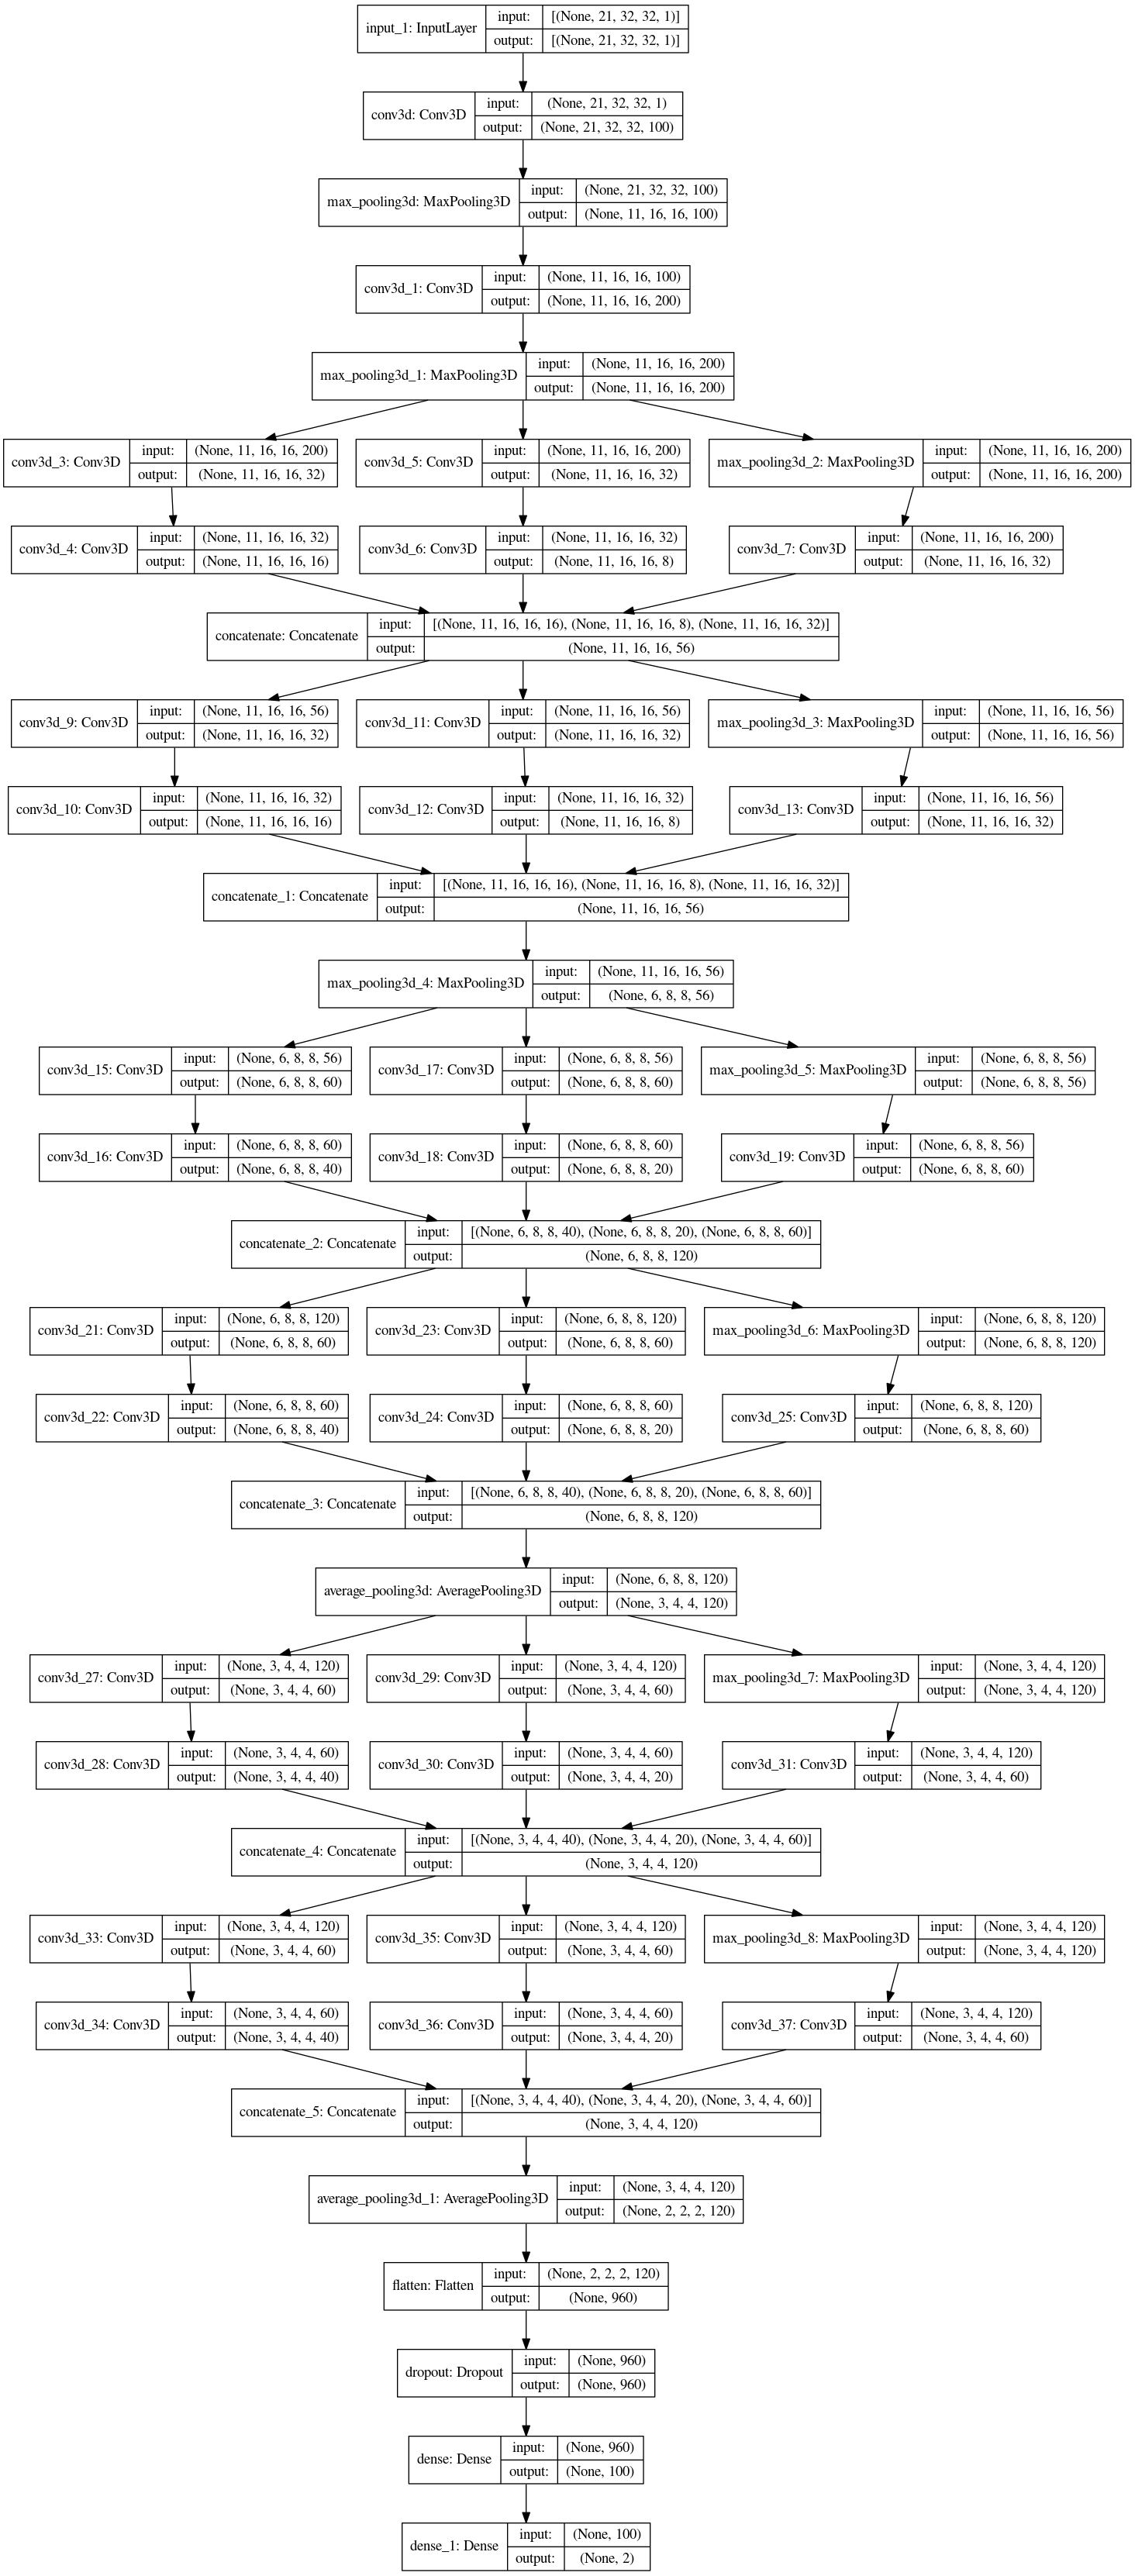 input_1: InputLayer
input: [(None, 21, 32, 32, 1)]
output: [(None, 21, 32, 32, 1)]
conv3d: Conv3D
input: (None, 21, 32, 32, 1)
output: (None, 21, 32, 32, 100)
max_pooling3d: MaxPooling3D
input: (None, 21, 32, 32, 100)
output: (None, 11, 16, 16, 100)
conv3d_1: Conv3D
input: (None, 11, 16, 16, 100)
output: (None, 11, 16, 16, 200)
max_pooling3d_1: MaxPooling3D
input: (None, 11, 16, 16, 200)
output: (None, 11, 16, 16, 200)
conv3d_3: Conv3D
input: (None, 11, 16, 16, 200)
output: (None, 11, 16, 16, 32)
conv3d_5: Conv3D
input: (None, 11, 16, 16, 200)
output: (None, 11, 16, 16, 32)
max_pooling3d_2: MaxPooling3D
input: (None, 11, 16, 16, 200)
output: (None, 11, 16, 16, 200)
conv3d_4: Conv3D
input: (None, 11, 16, 16, 32)
output: (None, 11, 16, 16, 16)
conv3d_6: Conv3D
input: (None, 11, 16, 16, 32)
output: (None, 11, 16, 16, 8)
conv3d_7: Conv3D
input: (None, 11, 16, 16, 200)
output: (None, 11, 16, 16, 32)
concatenate: Concatenate
input: [(None, 11, 16, 16, 16), (None, 11, 16, 16, 8), (None, 11, 16, 16, 32)]
output: (None, 11, 16, 16, 56)
conv3d_9: Conv3D
input: (None, 11, 16, 16, 56)
output: (None, 11, 16, 16, 32)
conv3d_11: Conv3D
input: (None, 11, 16, 16, 56)
output: (None, 11, 16, 16, 32)
max_pooling3d_3: MaxPooling3D
input: (None, 11, 16, 16, 56)
output: (None, 11, 16, 16, 56)
conv3d_10: Conv3D
input: (None, 11, 16, 16, 32)
output: (None, 11, 16, 16, 16)
conv3d_12: Conv3D
input: (None, 11, 16, 16, 32)
output: (None, 11, 16, 16, 8)
conv3d_13: Conv3D
input: (None, 11, 16, 16, 56)
output: (None, 11, 16, 16, 32)
concatenate_1: Concatenate
input: [(None, 11, 16, 16, 16), (None, 11, 16, 16, 8), (None, 11, 16, 16, 32)]
output: (None, 11, 16, 16, 56)
max_pooling3d_4: MaxPooling3D
input: (None, 11, 16, 16, 56)
output: (None, 6, 8, 8, 56)
conv3d_15: Conv3D
input: (None, 6, 8, 8, 56)
output: (None, 6, 8, 8, 60)
conv3d_17: Conv3D
input: (None, 6, 8, 8, 56)
output: (None, 6, 8, 8, 60)
max_pooling3d_5: MaxPooling3D
input: (None, 6, 8, 8, 56)
output: (None, 6, 8, 8, 56)
conv3d_16: Conv3D
input: (None, 6, 8, 8, 60)
output: (None, 6, 8, 8, 40)
conv3d_18: Conv3D
input: (None, 6, 8, 8, 60)
output: (None, 6, 8, 8, 20)
conv3d_19: Conv3D
input: (None, 6, 8, 8, 56)
output: (None, 6, 8, 8, 60)
concatenate_2: Concatenate
input: [(None, 6, 8, 8, 40), (None, 6, 8, 8, 20), (None, 6, 8, 8, 60)]
output: (None, 6, 8, 8, 120)
conv3d_21: Conv3D
input: (None, 6, 8, 8, 120)
output: (None, 6, 8, 8, 60)
conv3d_23: Conv3D
input: (None, 6, 8, 8, 120)
output: (None, 6, 8, 8, 60)
max_pooling3d_6: MaxPooling3D
input: (None, 6, 8, 8, 120)
output: (None, 6, 8, 8, 120)
conv3d_22: Conv3D
input: (None, 6, 8, 8, 60)
output: (None, 6, 8, 8, 40)
conv3d_24: Conv3D
input: (None, 6, 8, 8, 60)
output: (None, 6, 8, 8, 20)
conv3d_25: Conv3D
input: (None, 6, 8, 8, 120)
output: (None, 6, 8, 8, 60)
concatenate_3: Concatenate
input: [(None, 6, 8, 8, 40), (None, 6, 8, 8, 20), (None, 6, 8, 8, 60)]
output: (None, 6, 8, 8, 120)
average_pooling3d: AveragePooling3D
input: (None, 6, 8, 8, 120)
output: (None, 3, 4, 4, 120)
conv3d_27: Conv3D
input: (None, 3, 4, 4, 120)
output: (None, 3, 4, 4, 60)
conv3d_29: Conv3D
input: (None, 3, 4, 4, 120)
output: (None, 3, 4, 4, 60)
max_pooling3d_7: MaxPooling3D
input: (None, 3, 4, 4, 120)
output: (None, 3, 4, 4, 120)
conv3d_28: Conv3D
input: (None, 3, 4, 4, 60)
output: (None, 3, 4, 4, 40)
conv3d_30: Conv3D
input: (None, 3, 4, 4, 60)
output: (None, 3, 4, 4, 20)
conv3d_31: Conv3D
input: (None, 3, 4, 4, 120)
output: (None, 3, 4, 4, 60)
concatenate_4: Concatenate
input: [(None, 3, 4, 4, 40), (None, 3, 4, 4, 20), (None, 3, 4, 4, 60)]
output: (None, 3, 4, 4, 120)
conv3d_33: Conv3D
input: (None, 3, 4, 4, 120)
output: (None, 3, 4, 4, 60)
conv3d_35: Conv3D
input: (None, 3, 4, 4, 120)
output: (None, 3, 4, 4, 60)
max_pooling3d_8: MaxPooling3D
input: (None, 3, 4, 4, 120)
output: (None, 3, 4, 4, 120)
conv3d_34: Conv3D
input: (None, 3, 4, 4, 60)
output: (None, 3, 4, 4, 40)
conv3d_36: Conv3D
input: (None, 3, 4, 4, 60)
output: (None, 3, 4, 4, 20)
conv3d_37: Conv3D
input: (None, 3, 4, 4, 120)
output: (None, 3, 4, 4, 60)
concatenate_5: Concatenate
input: [(None, 3, 4, 4, 40), (None, 3, 4, 4, 20), (None, 3, 4, 4, 60)]
output: (None, 3, 4, 4, 120)
average_pooling3d_1: AveragePooling3D
input: (None, 3, 4, 4, 120)
output: (None, 2, 2, 2, 120)
flatten: Flatten
input: (None, 2, 2, 2, 120)
output: (None, 960)
dropout: Dropout
input: (None, 960)
output: (None, 960)
dense: Dense
input: (None, 960)
output: (None, 100)
dense_1: Dense
input: (None, 100)
output: (None, 2)